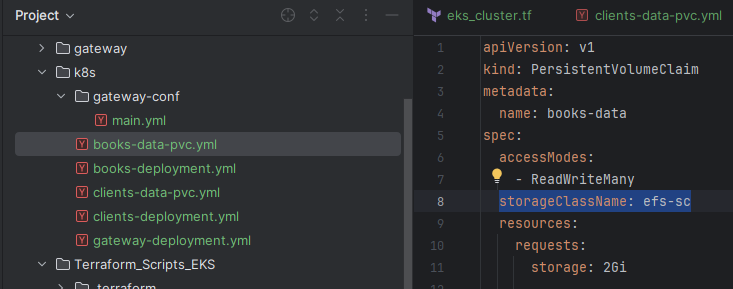 Project
gateway
k8s
gateway-conf
main.yml
books-data-pvc.yml
books-deployment.yml
clients-data-pvc.yml
clients-deployment.yml
gateway-deployment.yml
Terraform_Scripts_EKS
.terraform
eks_cluster.tf
clients-data-pvc.yml
1 apiVersion: v1
2 kind: PersistentVolumeClaim
3 metadata:
4 name: books-data
5 spec:
6 accessModes:
7 - ReadWriteMany
8 storageClassName: efs-sc
9 resources:
10 requests:
11 storage: 2Gi
12